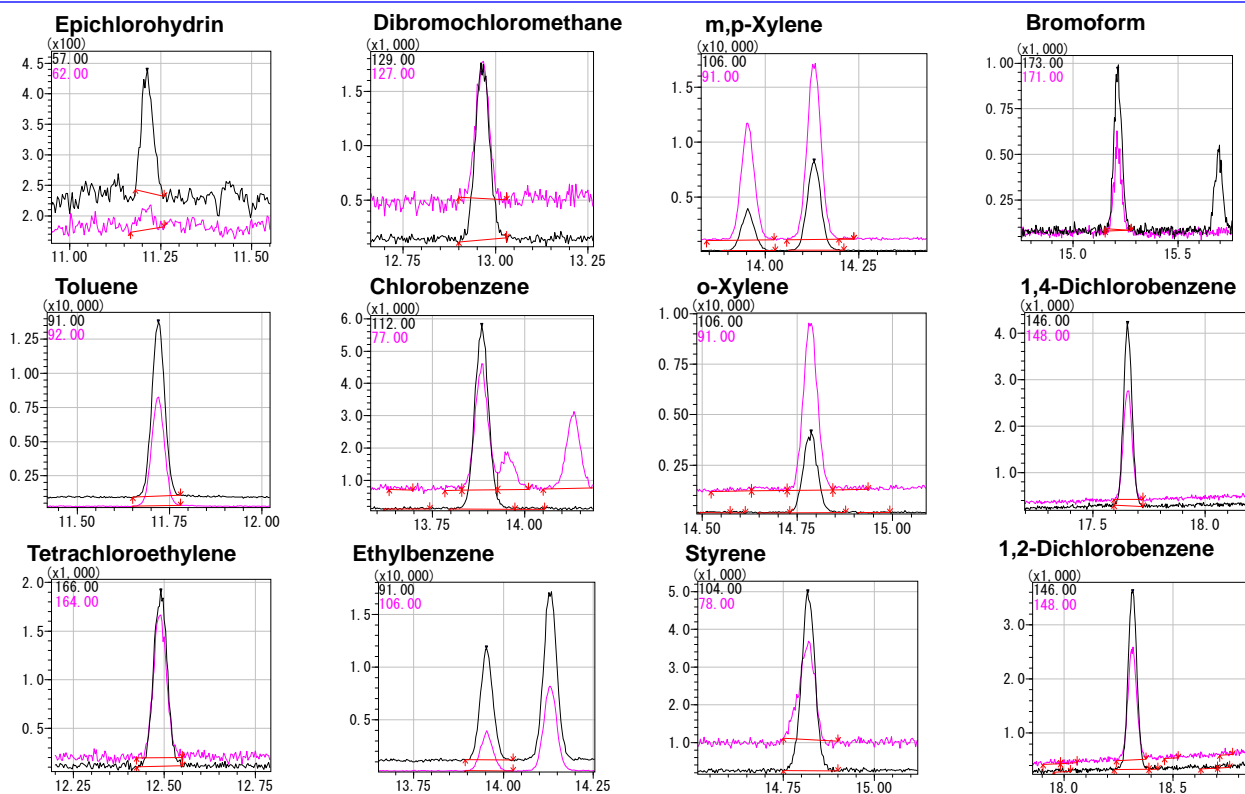 Epichlorohydrin
(x100)
57.00
62.00
4.5
4.0
3.5
3.0
2.5
2.0
11.00 11.25 11.50
Dibromochloromethane
(x1,000)
129.00
127.00
1.5
1.0
0.5
12.75 13.00 13.25
m,p-Xylene
(x10,000)
106.00
91.00
1.5
1.0
0.5
14.00 14.25
Bromoform
(x1,000)
173.00
171.00
1.00
0.75
0.50
0.25
15.0 15.5
Toluene
(x10,000)
91.00
92.00
1.25
1.00
0.75
0.50
0.25
11.50 11.75 12.00
Chlorobenzene
(x1,000)
112.00
77.00
6.0
5.0
4.0
3.0
2.0
1.0
13.75 14.00
o-Xylene
(x10,000)
106.00
91.00
1.00
0.75
0.50
0.25
14.50 14.75 15.00
1,4-Dichlorobenzene
(x1,000)
146.00
148.00
4.0
3.0
2.0
1.0
17.5 18.0
Tetrachloroethylene
(x1,000)
166.00
164.00
2.0
1.5
1.0
0.5
12.25 12.50 12.75
Ethylbenzene
(x10,000)
91.00
106.00
1.5
1.0
0.5
13.75 14.00 14.25
Styrene
(x1,000)
104.00
78.00
5.0
4.0
3.0
2.0
1.0
14.75 15.00
1,2-Dichlorobenzene
(x1,000)
146.00
148.00
3.0
2.0
1.0
18.0 18.5